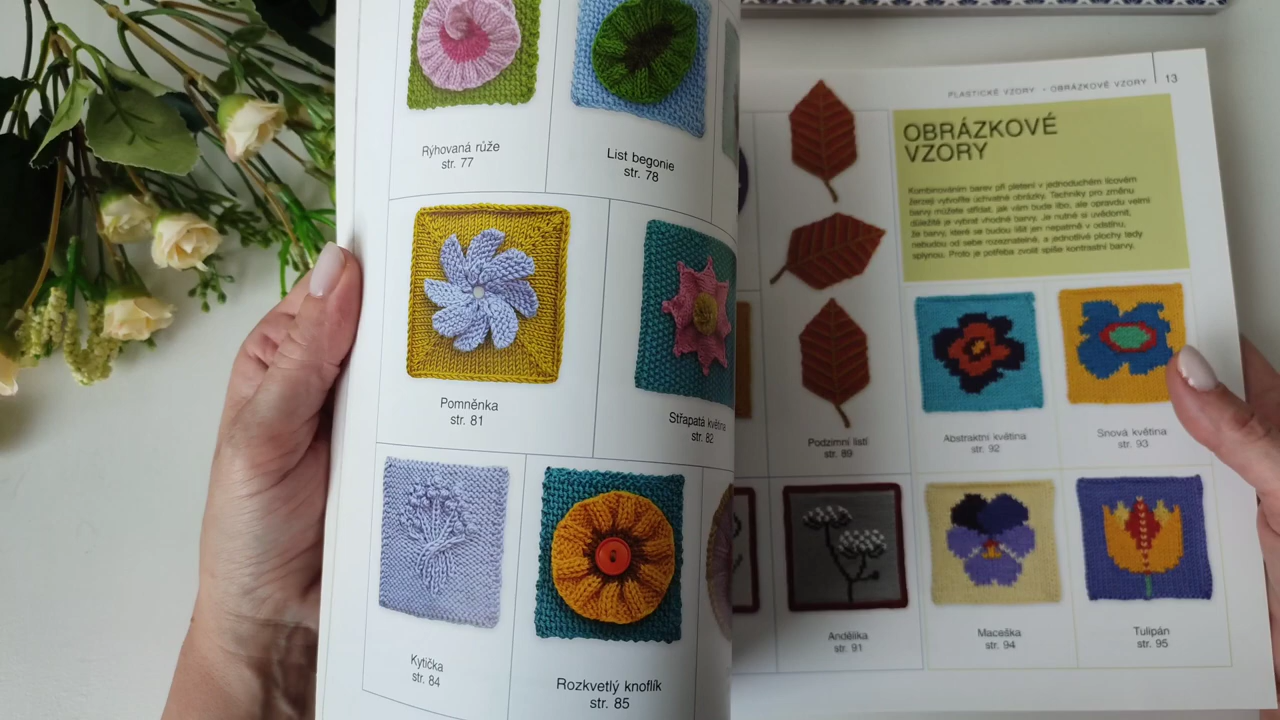 Rýhovaná růže
str. 77
List begonie
str. 78
Pomněnka
str. 81
Střapatá květina
str. 82
Kytička
str. 84
Rozkvetlý knoflík
str. 85
PLASTICKÉ VZORY • OBRÁZKOVÉ VZORY
13
OBRÁZKOVÉ
VZORY
Kombinováním barev při pletení v jednoduchém lícovém
žerzeji vytvoříte úchvatné obrázky. Techniky pro změnu
barvy můžete střídat, jak vám bude libo, ale opravdu velmi
důležité je vybrat vhodné barvy. Je nutné si uvědomit,
že barvy, které se budou lišit jen nepatrně v odstínu,
nebudou od sebe rozeznatelné, a jednotlivé plochy tedy
splynou. Proto je potřeba zvolit spíše kontrastní barvy.
Podzimní listí
str. 89
Abstraktní květina
str. 92
Snová květina
str. 93
Andělika
str. 91
Maceška
str. 94
Tulipán
str. 95